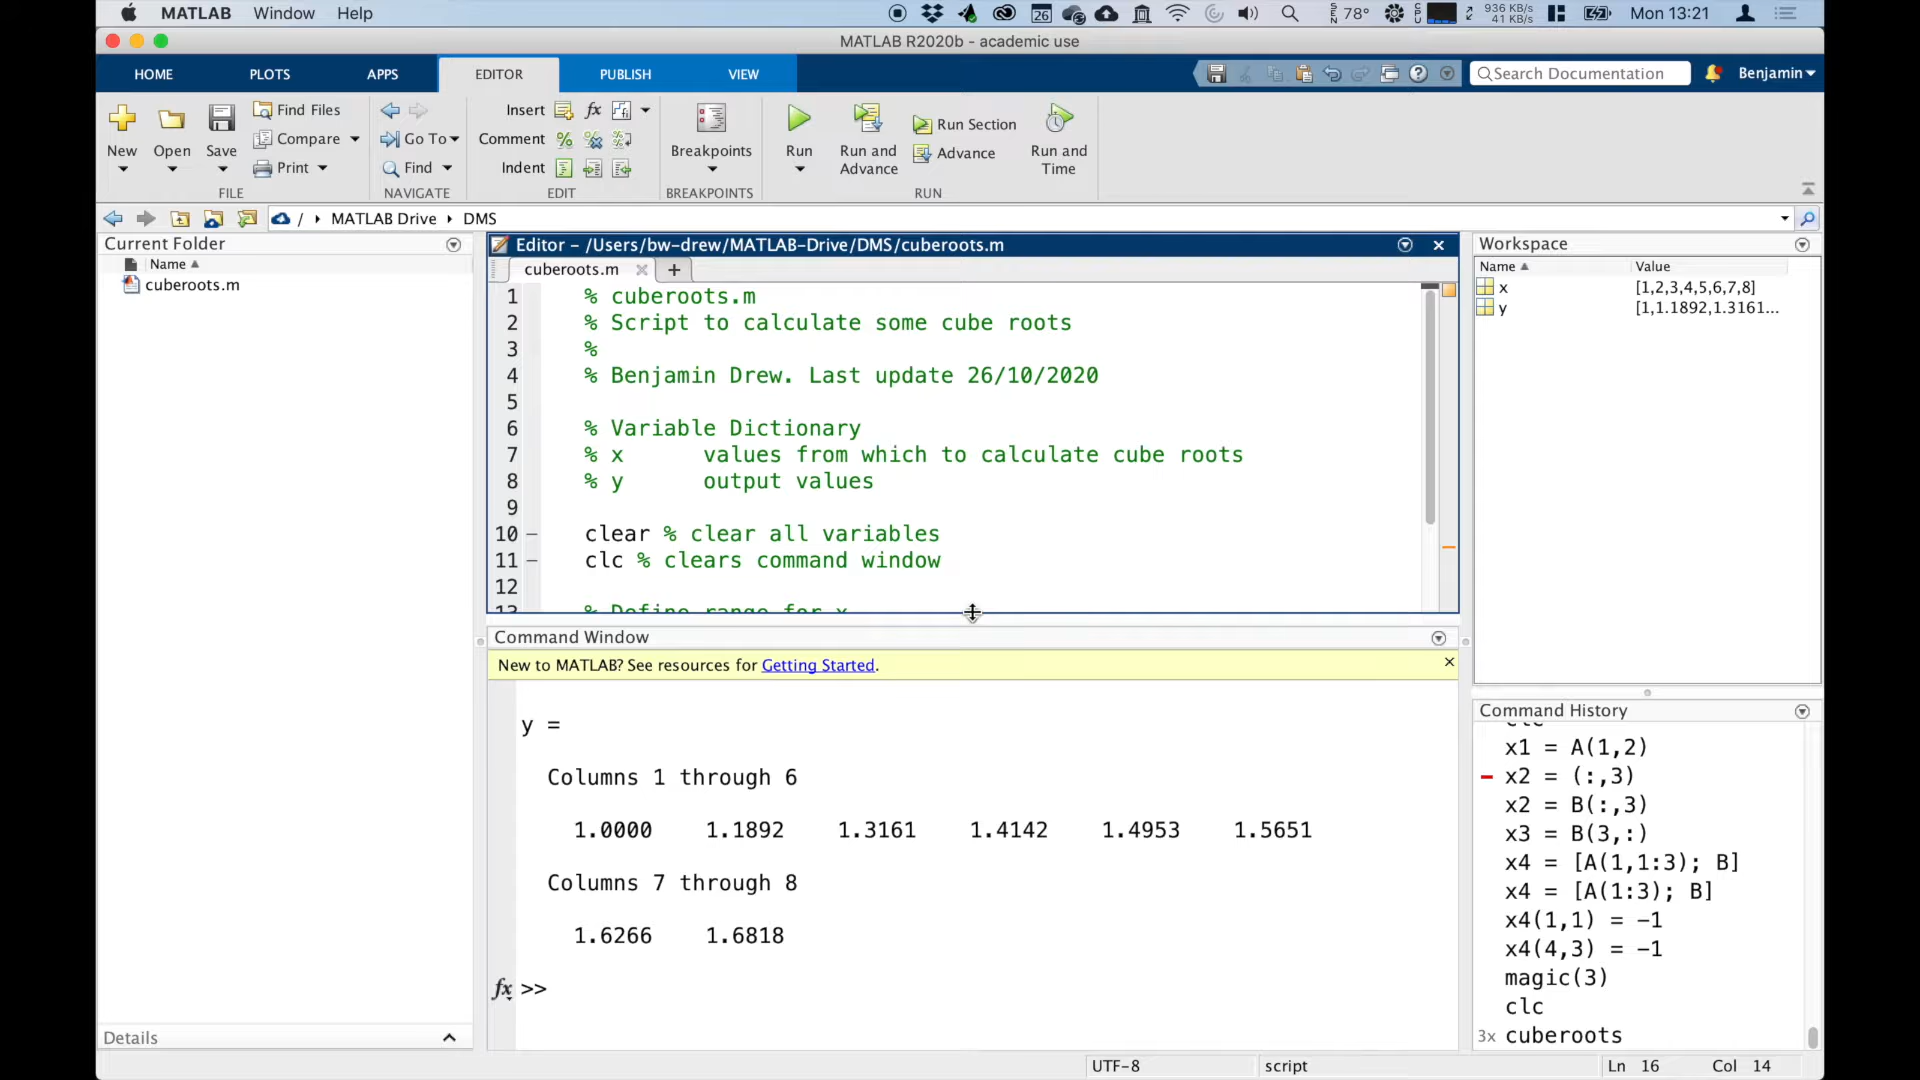 MATLAB Window Help
26
SEN 78° CPU 936 KB/s 41 KB/s Mon 13:21
MATLAB R2020b - academic use
HOME PLOTS APPS EDITOR PUBLISH VIEW
Search Documentation Benjamin
New Open Save Find Files Compare Print
FILE
Go To Find
NAVIGATE
Insert fx
Comment
Indent
EDIT
Breakpoints
BREAKPOINTS
Run Run and Advance Run Section Advance Run and Time
RUN
/ MATLAB Drive DMS
Current Folder
Name
cuberoots.m
Details
Editor - /Users/bw-drew/MATLAB-Drive/DMS/cuberoots.m
cuberoots.m
1 % cuberoots.m
2 % Script to calculate some cube roots
3 %
4 % Benjamin Drew. Last update 26/10/2020
5
6 % Variable Dictionary
7 % x values from which to calculate cube roots
8 % y output values
9
10 clear % clear all variables
11 clc % clears command window
12
13 % Define range for x
Command Window
New to MATLAB? See resources for Getting Started.
y =
Columns 1 through 6
1.0000 1.1892 1.3161 1.4142 1.4953 1.5651
Columns 7 through 8
1.6266 1.6818
fx >>
Workspace
Name Value
x [1,2,3,4,5,6,7,8]
y [1,1.1892,1.3161...
Command History
clc
x1 = A(1,2)
x2 = (:,3)
x2 = B(:,3)
x3 = B(3,:)
x4 = [A(1,1:3); B]
x4 = [A(1:3); B]
x4(1,1) = -1
x4(4,3) = -1
magic(3)
clc
3x cuberoots
UTF-8 script Ln 16 Col 14